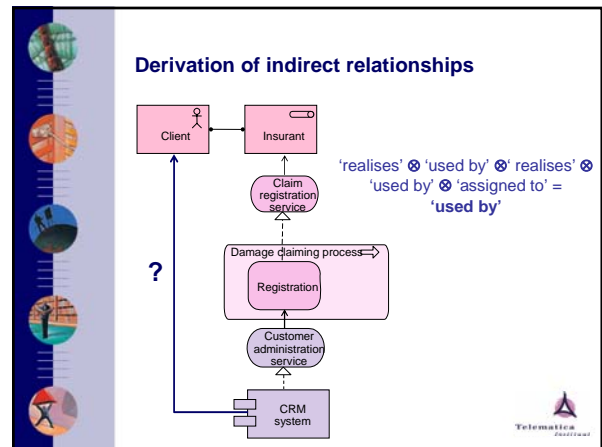 Derivation of indirect relationships
Client
Insurant
'realises' ⊗ 'used by' ⊗' realises' ⊗
'used by' ⊗ 'assigned to' =
'used by'
Claim
registration
service
Damage claiming process
?
Registration
Customer
administration
service
CRM
system
Telematica
Instituut